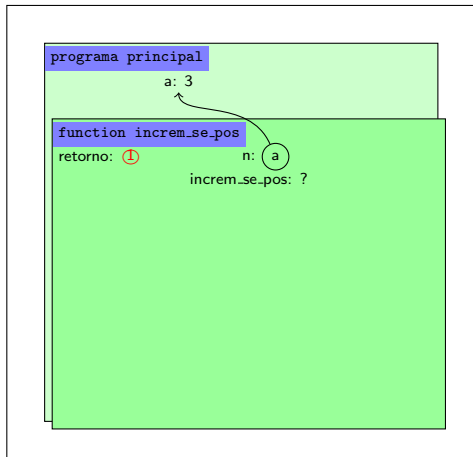 programa principal
a: 3
function increm_se_pos
retorno: 1 n: a
increm_se_pos: ?